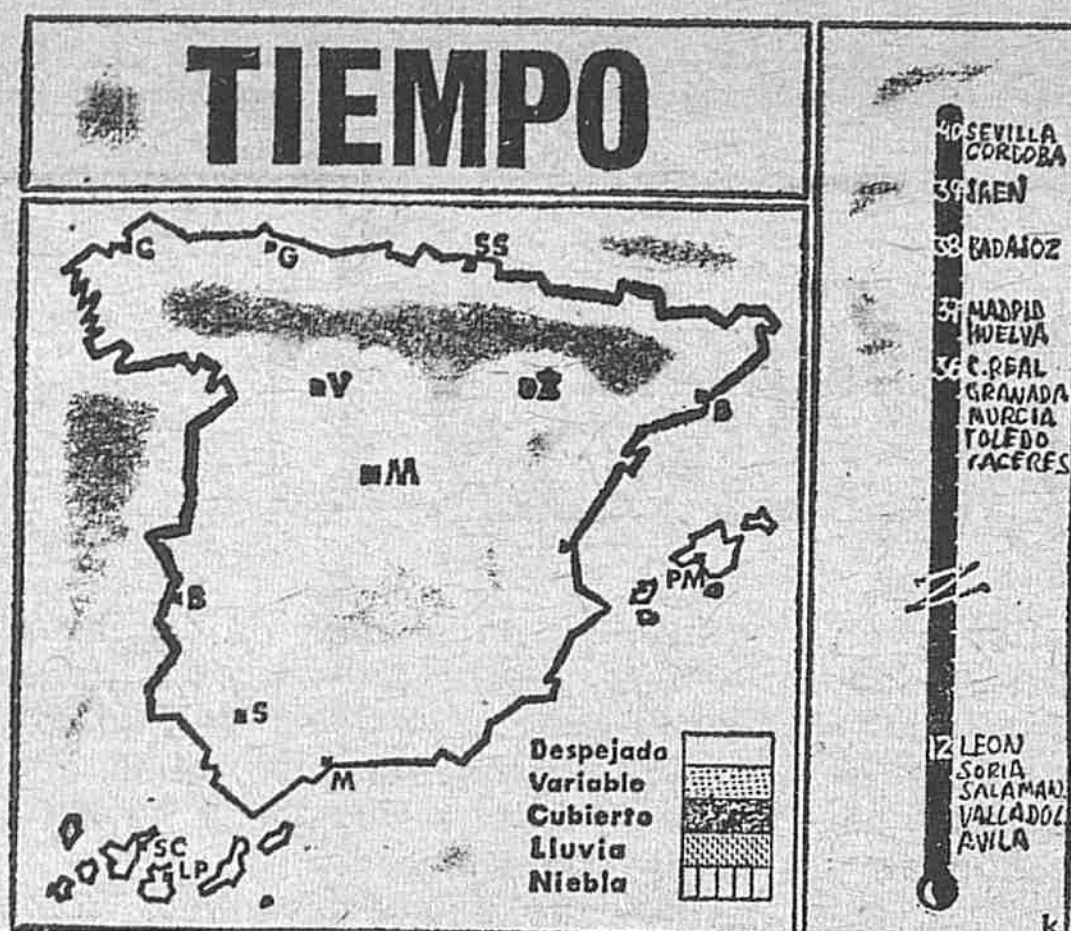 TIEMPO
C
G
SS
V
Z
B
M
PM
B
S
M
SC
LP
Despejada
Variable
Cubierto
Lluvia
Niebla
40 SEVILLA
CORDOBA
39 JAEN
38 BADAJOZ
37 MADRID
HUELVA
36 C. REAL
GRANADA
MURCIA
TOLEDO
CACERES
12 LEON
SORIA
SALAMAN.
VALLADOL.
AVILA
k